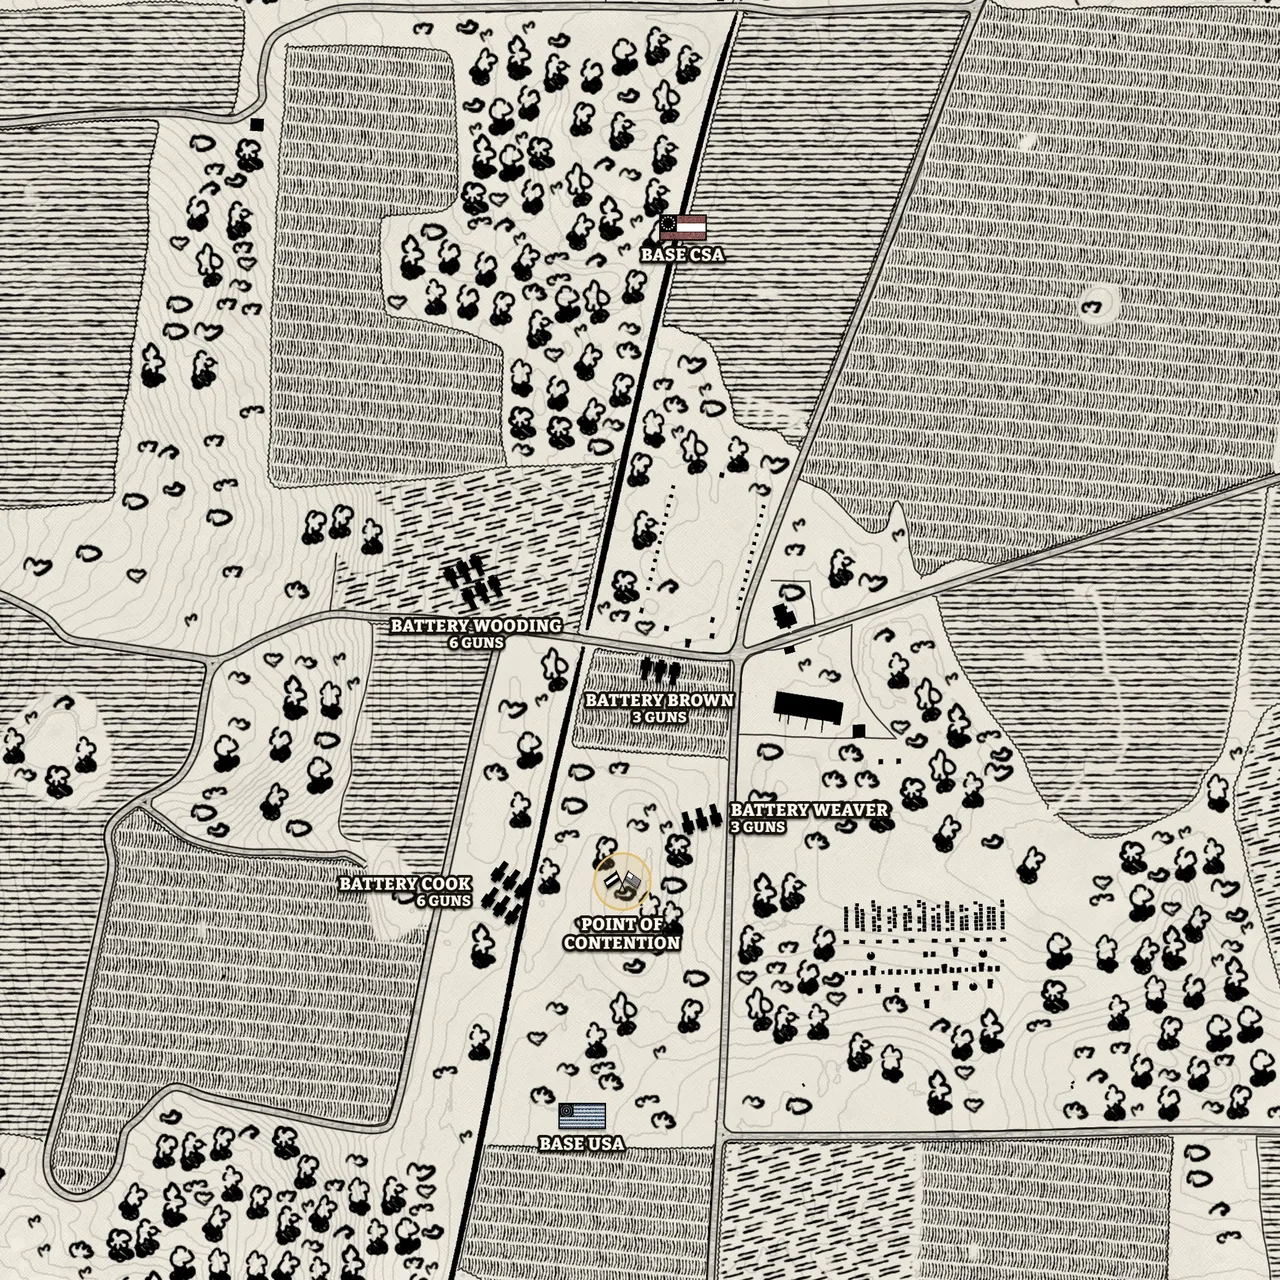 BASE CSA
BATTERY WOODING
6 GUNS
BATTERY BROWN
3 GUNS
BATTERY WEAVER
3 GUNS
BATTERY COOK
6 GUNS
POINT OF
CONTENTION
BASE USA